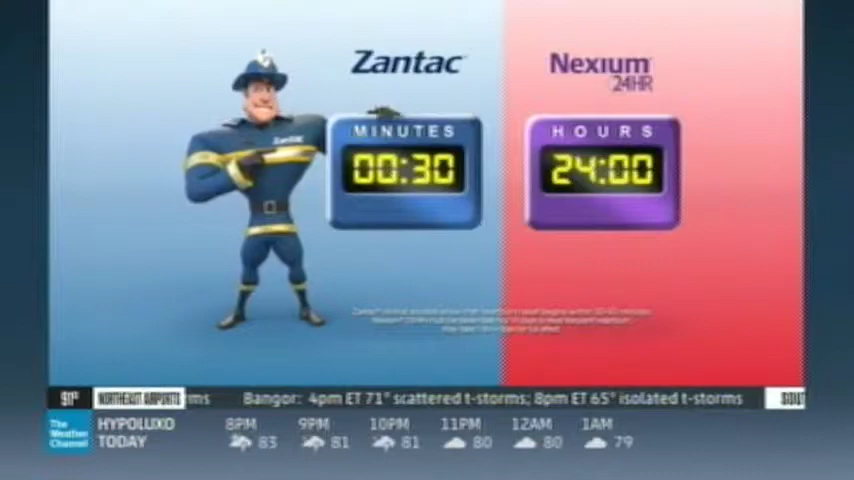 Zantac
Nexium
24HR
Zantac
MINUTES
00:30
HOURS
24:00
91°
NORTHEAST AIRPORTS
ms Bangor: 4pm ET 71° scattered t-storms; 8pm ET 65° isolated t-storms
The Weather Channel
HYPOLUXO TODAY
8PM 9PM 10PM 11PM 12AM 1AM
83 81 81 80 80 79